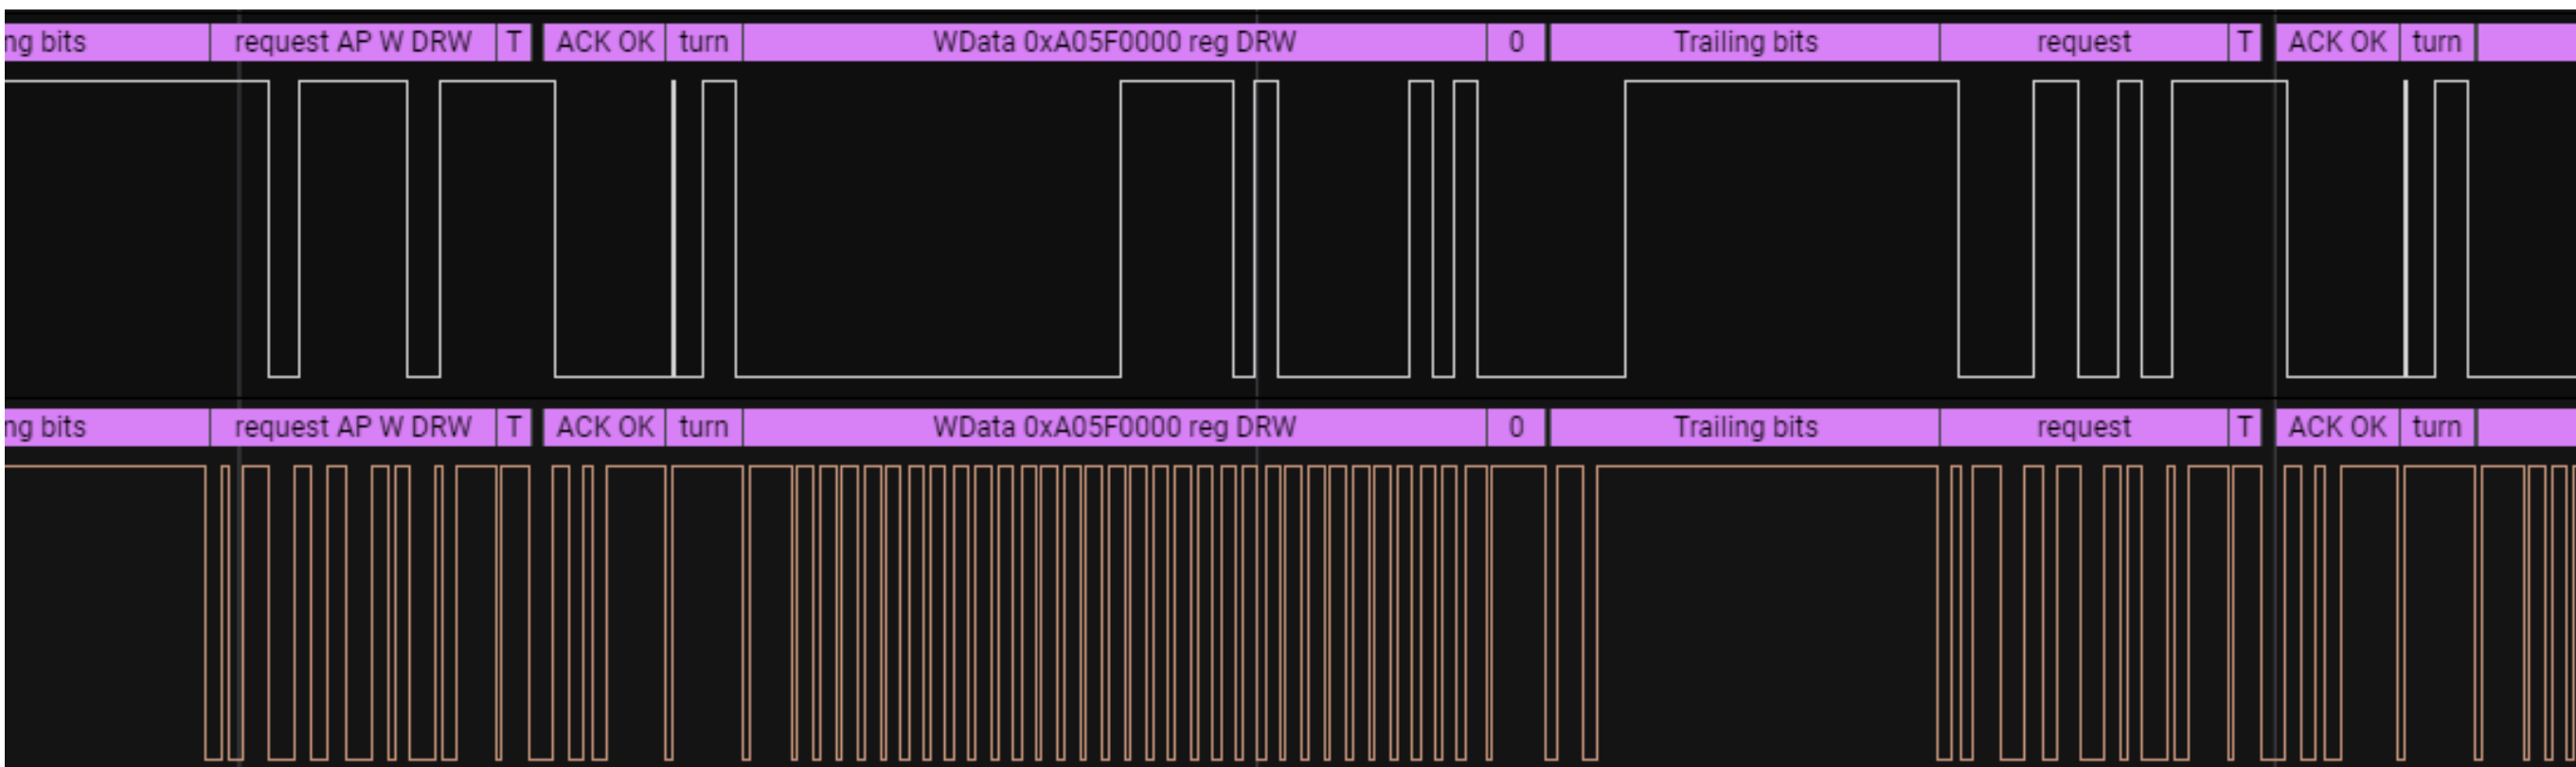 ng bits request AP W DRW T ACK OK turn WData 0xA05F0000 reg DRW 0 Trailing bits request T ACK OK turn
ng bits request AP W DRW T ACK OK turn WData 0xA05F0000 reg DRW 0 Trailing bits request T ACK OK turn